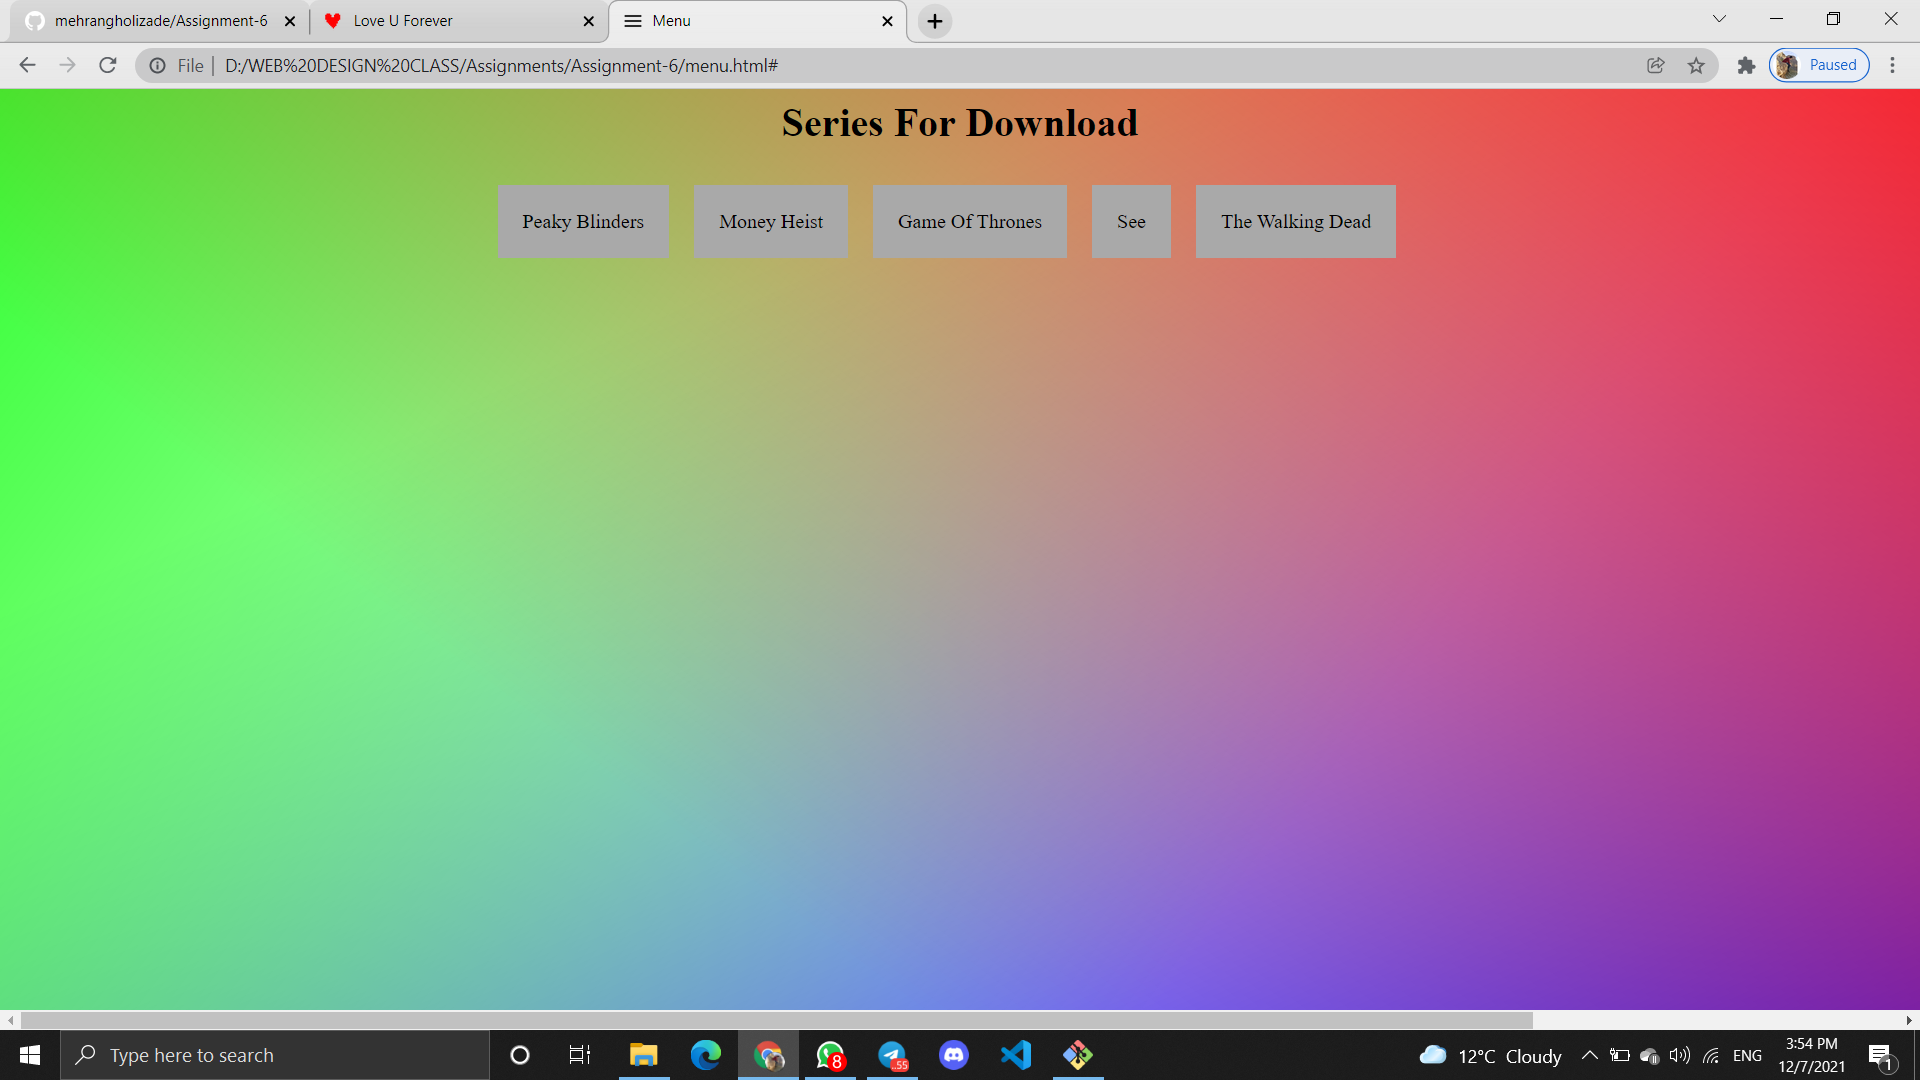 mehrangholizade/Assignment-6
Love U Forever
Menu
File
D:/WEB%20DESIGN%20CLASS/Assignments/Assignment-6/menu.html#
Paused
Series For Download
Peaky Blinders
Money Heist
Game Of Thrones
See
The Walking Dead
Type here to search
8
..55
12°C Cloudy
ENG
3:54 PM
12/7/2021
1